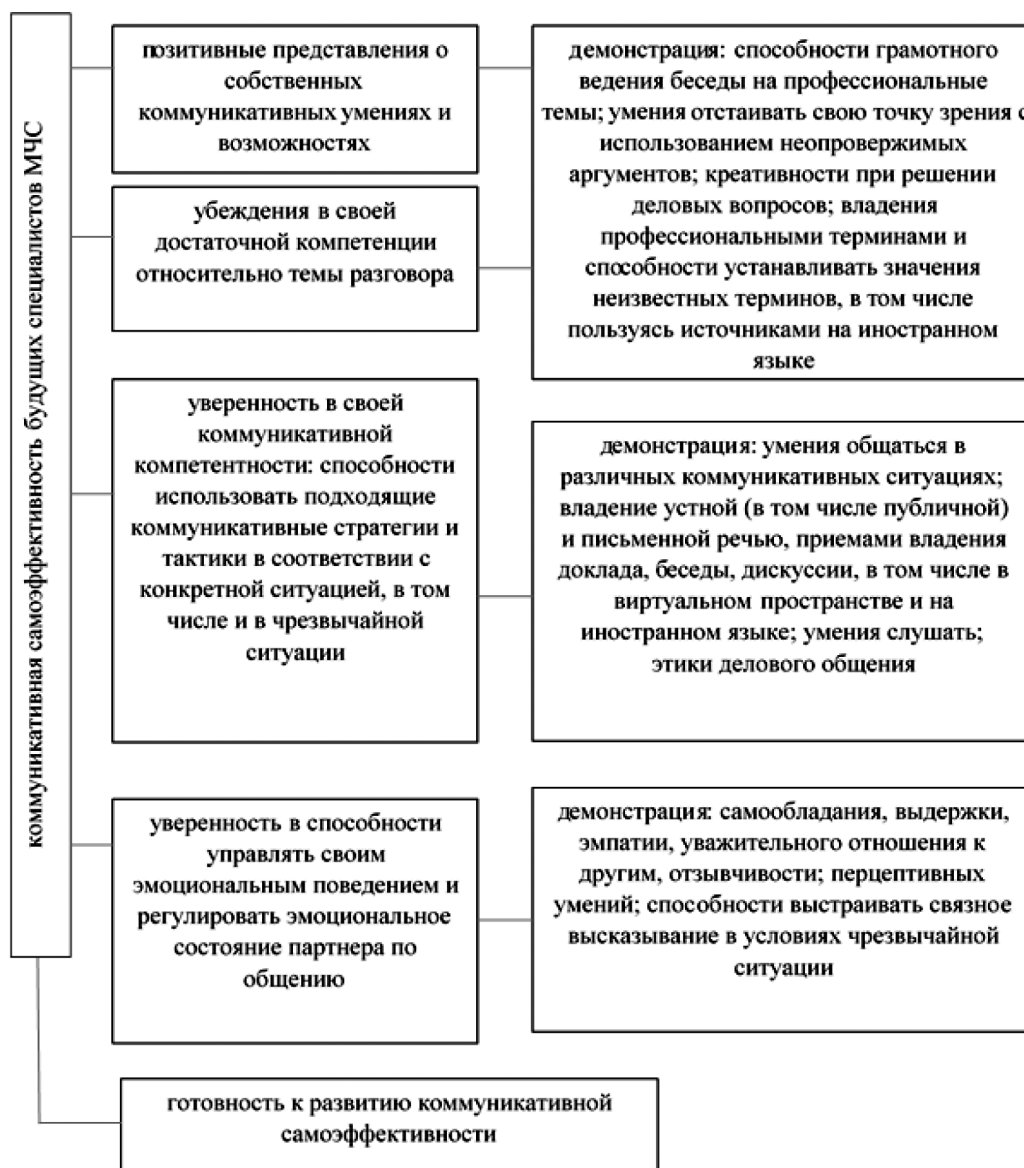 коммуникативная самоэффективность будущих специалистов МЧС
позитивные представления о
собственных
коммуникативных умениях и
возможностях
демонстрация: способности грамотного
ведения беседы на профессиональные
темы; умения отстаивать свою точку зрения с
использованием неопровержимых
аргументов; креативности при решении
деловых вопросов; владения
профессиональными терминами и
способности устанавливать значения
неизвестных терминов, в том числе
пользуясь источниками на иностранном
языке
убеждения в своей
достаточной компетенции
относительно темы разговора
уверенность в своей
коммуникативной
компетентности: способности
использовать подходящие
коммуникативные стратегии и
тактики в соответствии с
конкретной ситуацией, в том
числе и в чрезвычайной
ситуации
демонстрация: умения общаться в
различных коммуникативных ситуациях;
владение устной (в том числе публичной)
и письменной речью, приемами владения
доклада, беседы, дискуссии, в том числе в
виртуальном пространстве и на
иностранном языке; умения слушать;
этики делового общения
уверенность в способности
управлять своим
эмоциональным поведением и
регулировать эмоциональное
состояние партнера по
общению
демонстрация: самообладания, выдержки,
эмпатии, уважительного отношения к
другим, отзывчивости; перцептивных
умений; способности выстраивать связное
высказывание в условиях чрезвычайной
ситуации
готовность к развитию коммуникативной
самоэффективности